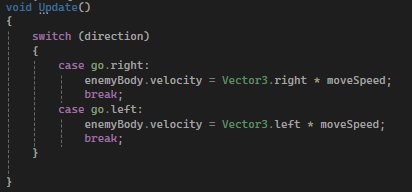 void Update()
{
switch (direction)
{
case go.right:
enemyBody.velocity = Vector3.right * moveSpeed;
break;
case go.left:
enemyBody.velocity = Vector3.left * moveSpeed;
break;
}
}